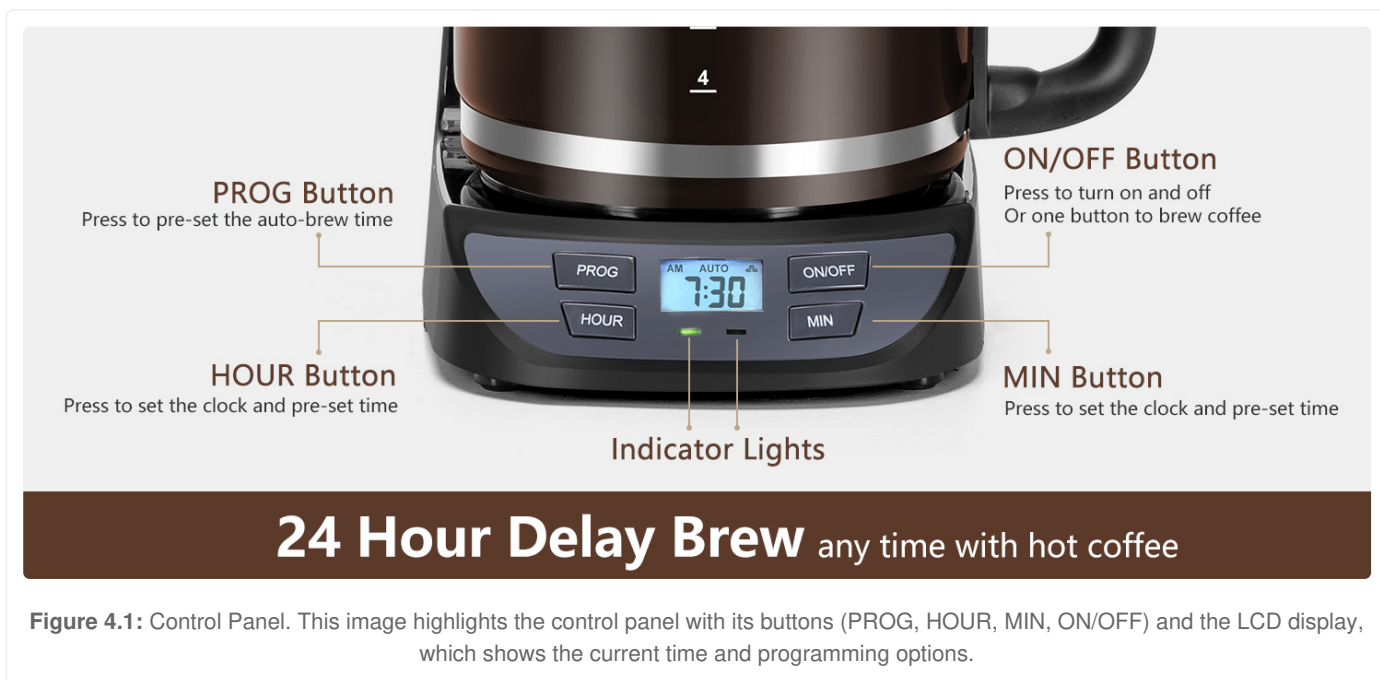 4
PROG Button
Press to pre-set the auto-brew time
ON/OFF Button
Press to turn on and off
Or one button to brew coffee
PROG
AM AUTO
7:30
ON/OFF
HOUR
MIN
HOUR Button
Press to set the clock and pre-set time
MIN Button
Press to set the clock and pre-set time
Indicator Lights
24 Hour Delay Brew any time with hot coffee
Figure 4.1: Control Panel. This image highlights the control panel with its buttons (PROG, HOUR, MIN, ON/OFF) and the LCD display,
which shows the current time and programming options.